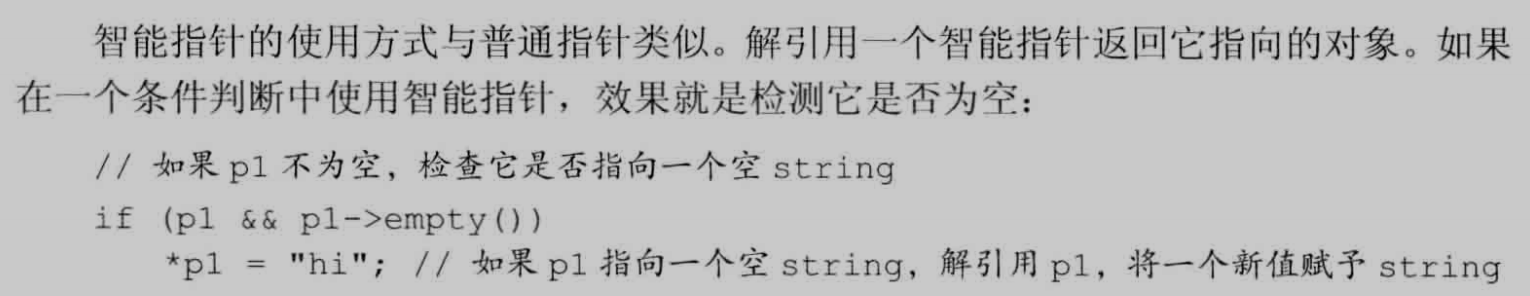 智能指针的使用方式与普通指针类似。解引用一个智能指针返回它指向的对象。如果
在一个条件判断中使用智能指针，效果就是检测它是否为空：
// 如果 p1 不为空，检查它是否指向一个空 string
if (p1 && p1->empty())
*p1 = "hi"; // 如果 p1 指向一个空 string，解引用 p1，将一个新值赋予 string